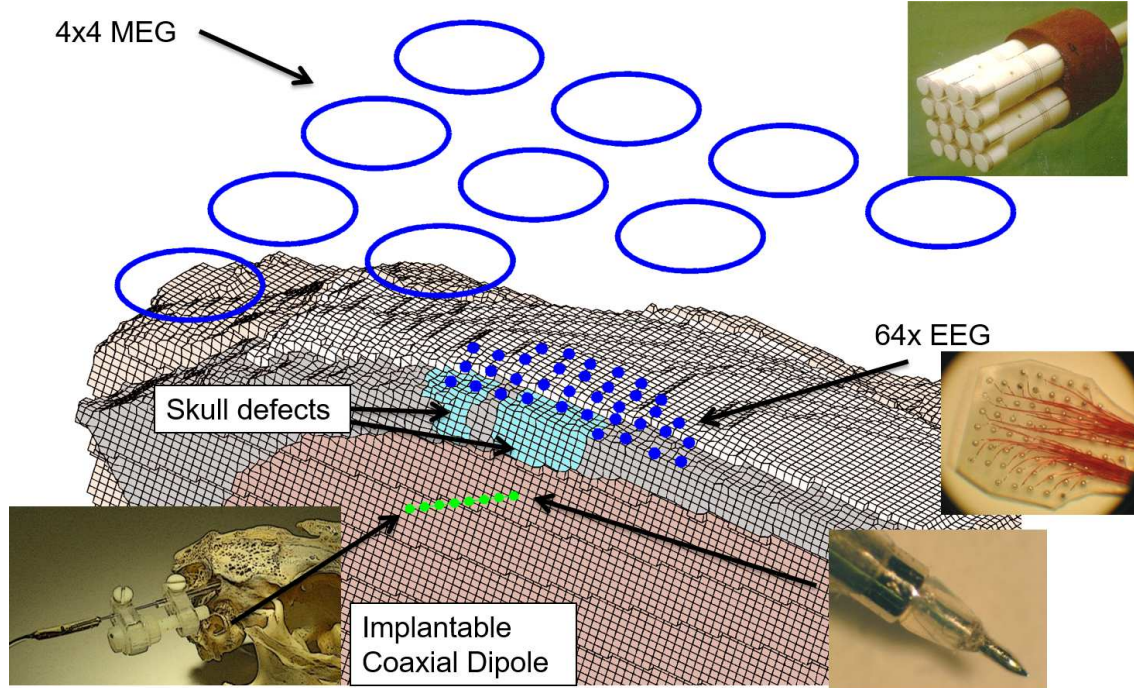 4x4 MEG
64x EEG
Skull defects
Implantable
Coaxial Dipole